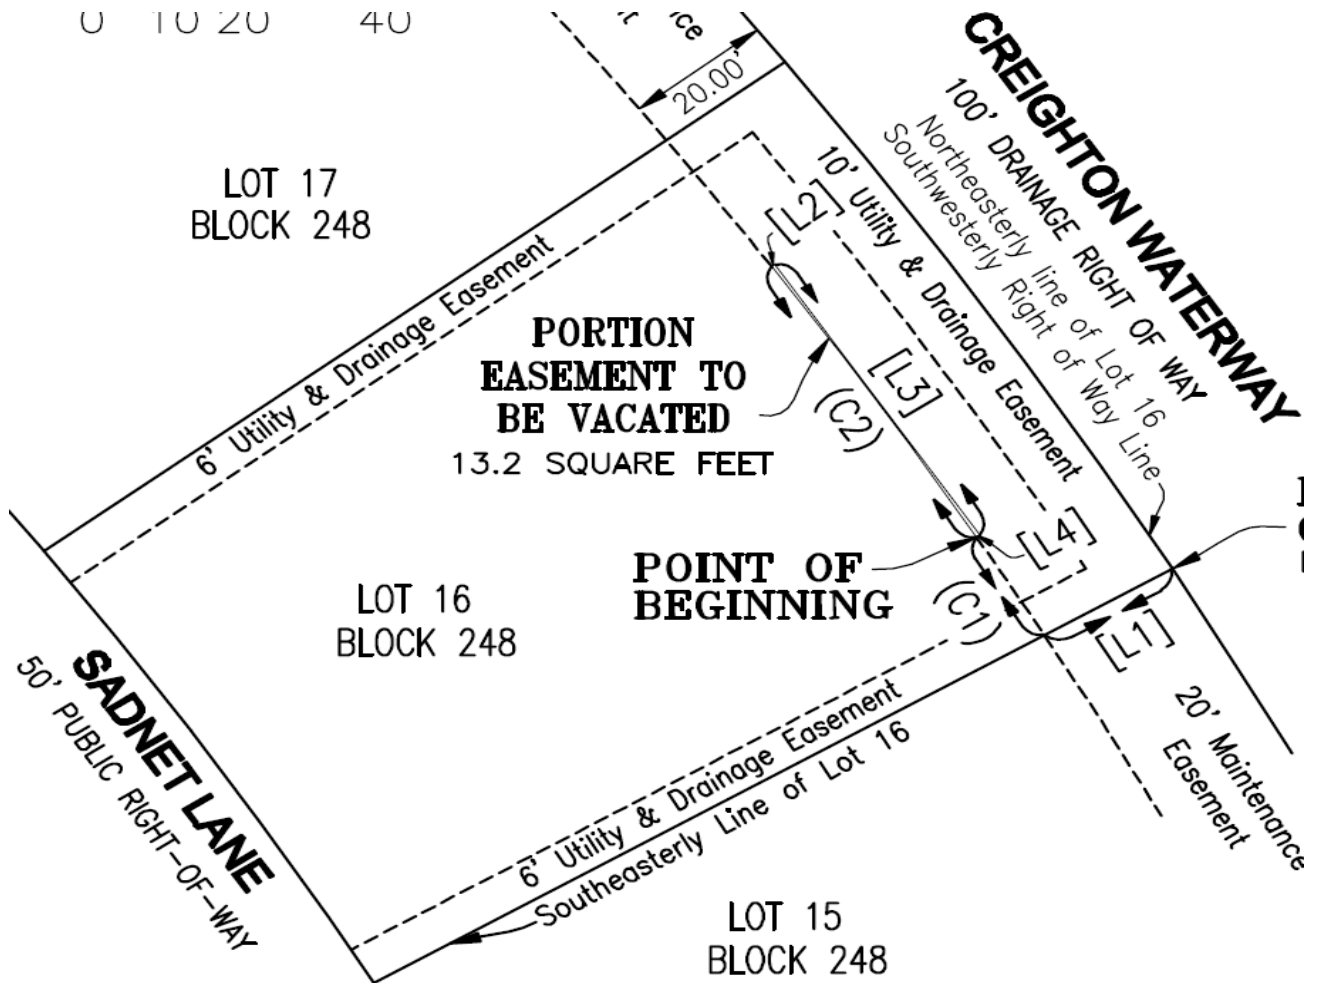 0 10 20 40
20.00'
CREIGHTON WATERWAY
100' DRAINAGE RIGHT OF WAY
Northeasterly line of Lot 16
Southwesterly Right of Way Line
LOT 17
BLOCK 248
10' Utility & Drainage Easement
[L2]
6' Utility & Drainage Easement
PORTION
EASEMENT TO
BE VACATED
13.2 SQUARE FEET
[L3]
(C2)
POINT OF
BEGINNING
[L4]
(C1)
[L1]
LOT 16
BLOCK 248
SADNET LANE
50' PUBLIC RIGHT-OF-WAY
20' Maintenance
Easement
6' Utility & Drainage Easement
Southeasterly Line of Lot 16
LOT 15
BLOCK 248